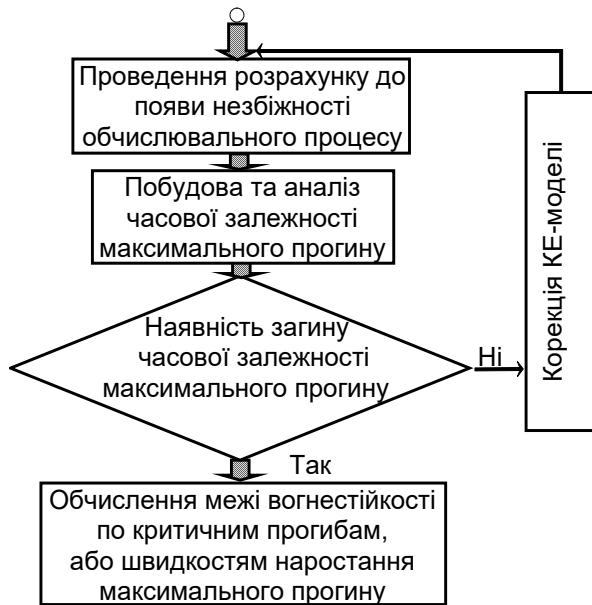 Проведення розрахунку до
появи незбіжності
обчислювального процесу
Побудова та аналіз
часової залежності
максимального прогину
Наявність загину
часової залежності
максимального прогину
Ні
Корекція КЕ-моделі
Так
Обчислення межі вогнестійкості
по критичним прогибам,
або швидкостям наростання
максимального прогину